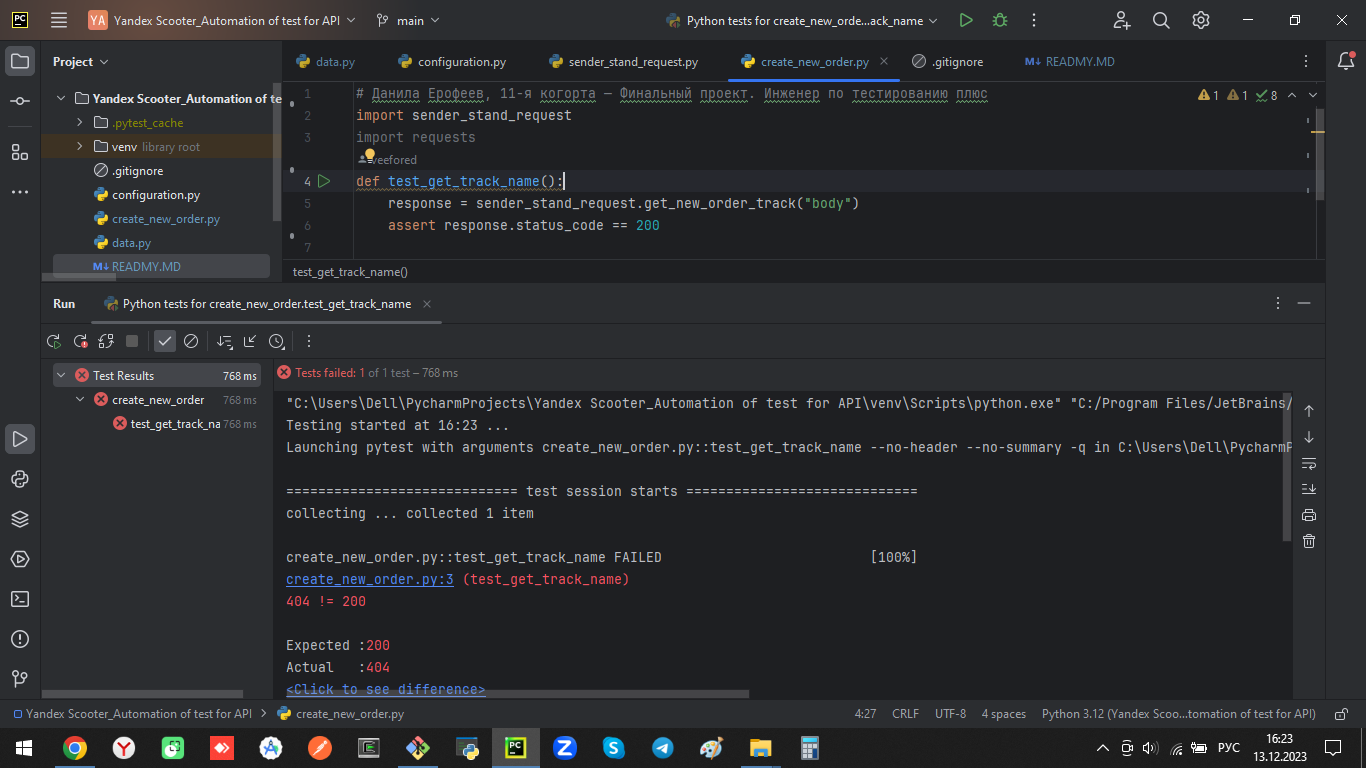 PC
YA Yandex Scooter_Automation of test for API
main
Python tests for create_new_orde...ack_name
Project
data.py
configuration.py
sender_stand_request.py
create_new_order.py
.gitignore
M↓ READMY.MD
Yandex Scooter_Automation of te
.pytest_cache
venv library root
.gitignore
configuration.py
create_new_order.py
data.py
M↓ READMY.MD
1 # Данила Ерофеев, 11-я когорта — Финальный проект. Инженер по тестированию плюс
1 1 8
2 import sender_stand_request
3 import requests
veefored
4 def test_get_track_name():
5 response = sender_stand_request.get_new_order_track("body")
6 assert response.status_code == 200
7
test_get_track_name()
Run
Python tests for create_new_order.test_get_track_name
Test Results 768 ms
create_new_order 768 ms
test_get_track_na 768 ms
Tests failed: 1 of 1 test – 768 ms
"C:\Users\Dell\PycharmProjects\Yandex Scooter_Automation of test for API\venv\Scripts\python.exe" "C:/Program Files/JetBrains/
Testing started at 16:23 ...
Launching pytest with arguments create_new_order.py::test_get_track_name --no-header --no-summary -q in C:\Users\Dell\PycharmP
============================= test session starts =============================
collecting ... collected 1 item
create_new_order.py::test_get_track_name FAILED [100%]
create_new_order.py:3 (test_get_track_name)
404 != 200
Expected :200
Actual :404
<Click to see difference>
Yandex Scooter_Automation of test for API
create_new_order.py
4:27
CRLF
UTF-8
4 spaces
Python 3.12 (Yandex Scoo...tomation of test for API)
РУС
16:23
13.12.2023